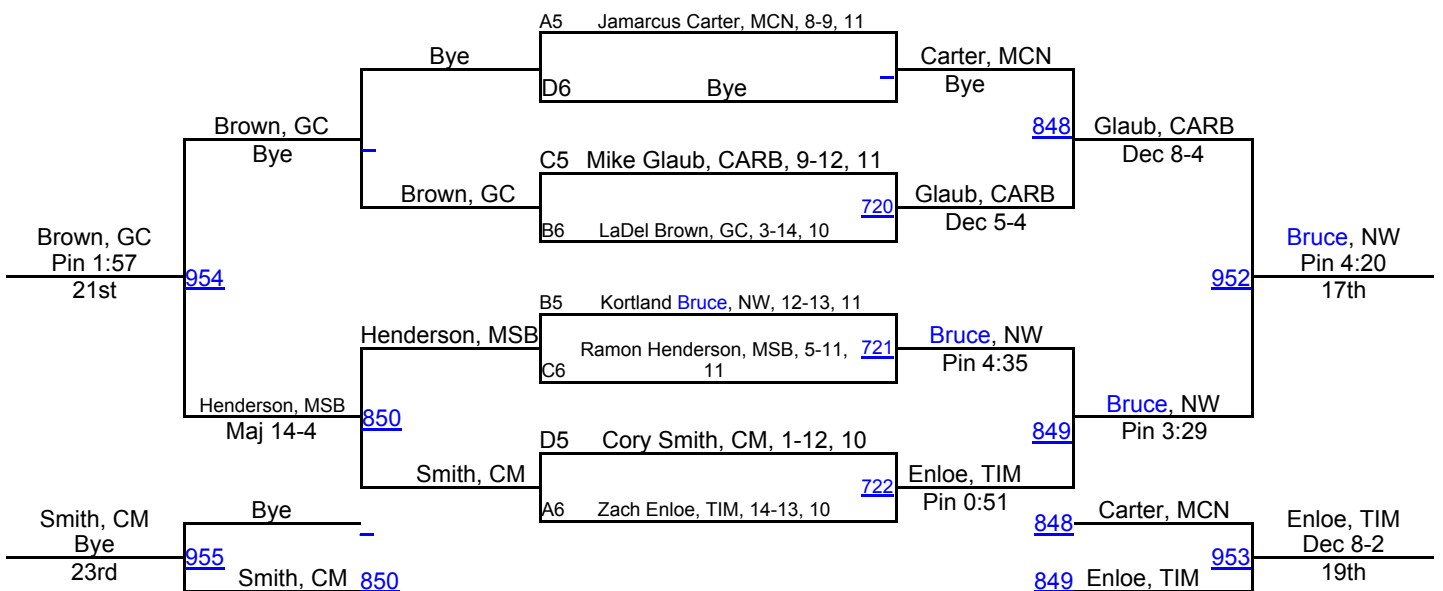 A5 Jamarcus Carter, MCN, 8-9, 11
Bye
Carter, MCN
D6 Bye
Bye
Brown, GC
848
Glaub, CARB
Bye
Dec 8-4
C5 Mike Glaub, CARB, 9-12, 11
Brown, GC
720
Glaub, CARB
B6 LaDel Brown, GC, 3-14, 10
Dec 5-4
Brown, GC
Pin 1:57
21st
954
952
Bruce, NW
Pin 4:20
17th
B5 Kortland Bruce, NW, 12-13, 11
Henderson, MSB
Ramon Henderson, MSB, 5-11,
11
C6
721
Bruce, NW
Pin 4:35
Henderson, MSB
Maj 14-4
850
849
Bruce, NW
Pin 3:29
D5 Cory Smith, CM, 1-12, 10
Smith, CM
722
Enloe, TIM
A6 Zach Enloe, TIM, 14-13, 10
Pin 0:51
Smith, CM
Bye
23rd
Bye
955
Smith, CM 850
848 Carter, MCN
953
849 Enloe, TIM
Enloe, TIM
Dec 8-2
19th